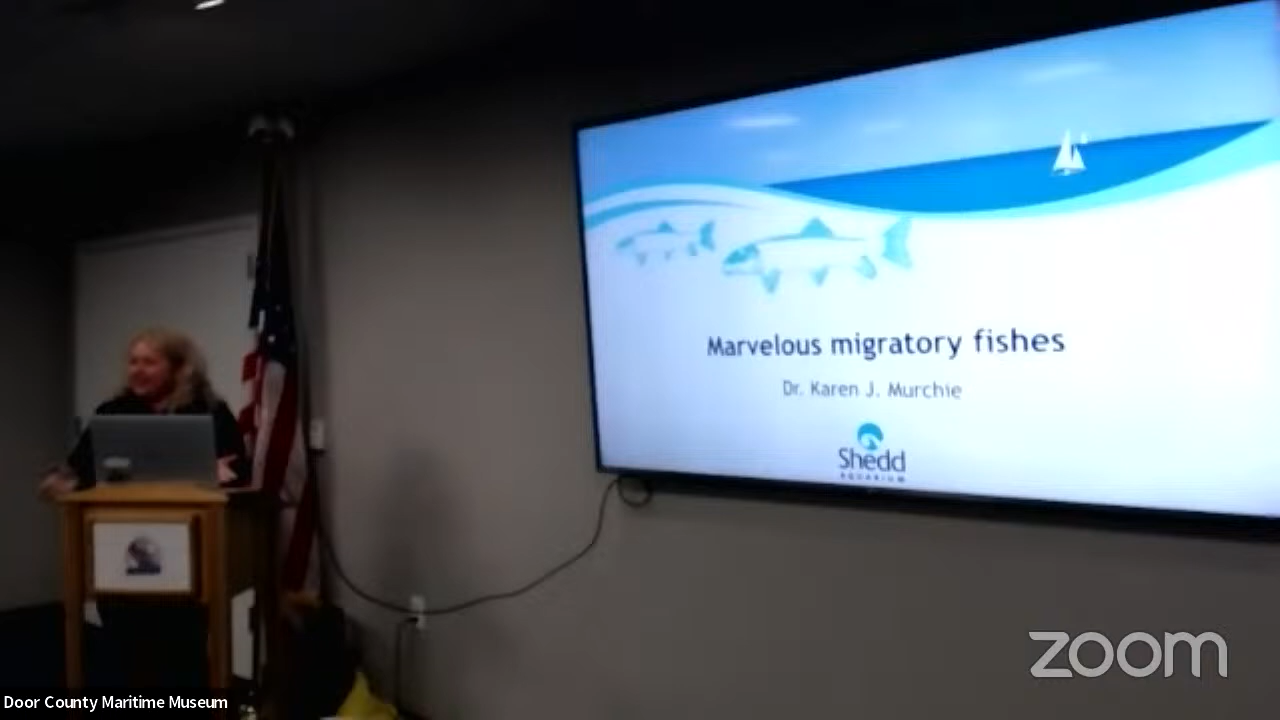 Marvelous migratory fishes
Dr. Karen J. Murchie
Shedd
AQUARIUM
zoom
Door County Maritime Museum